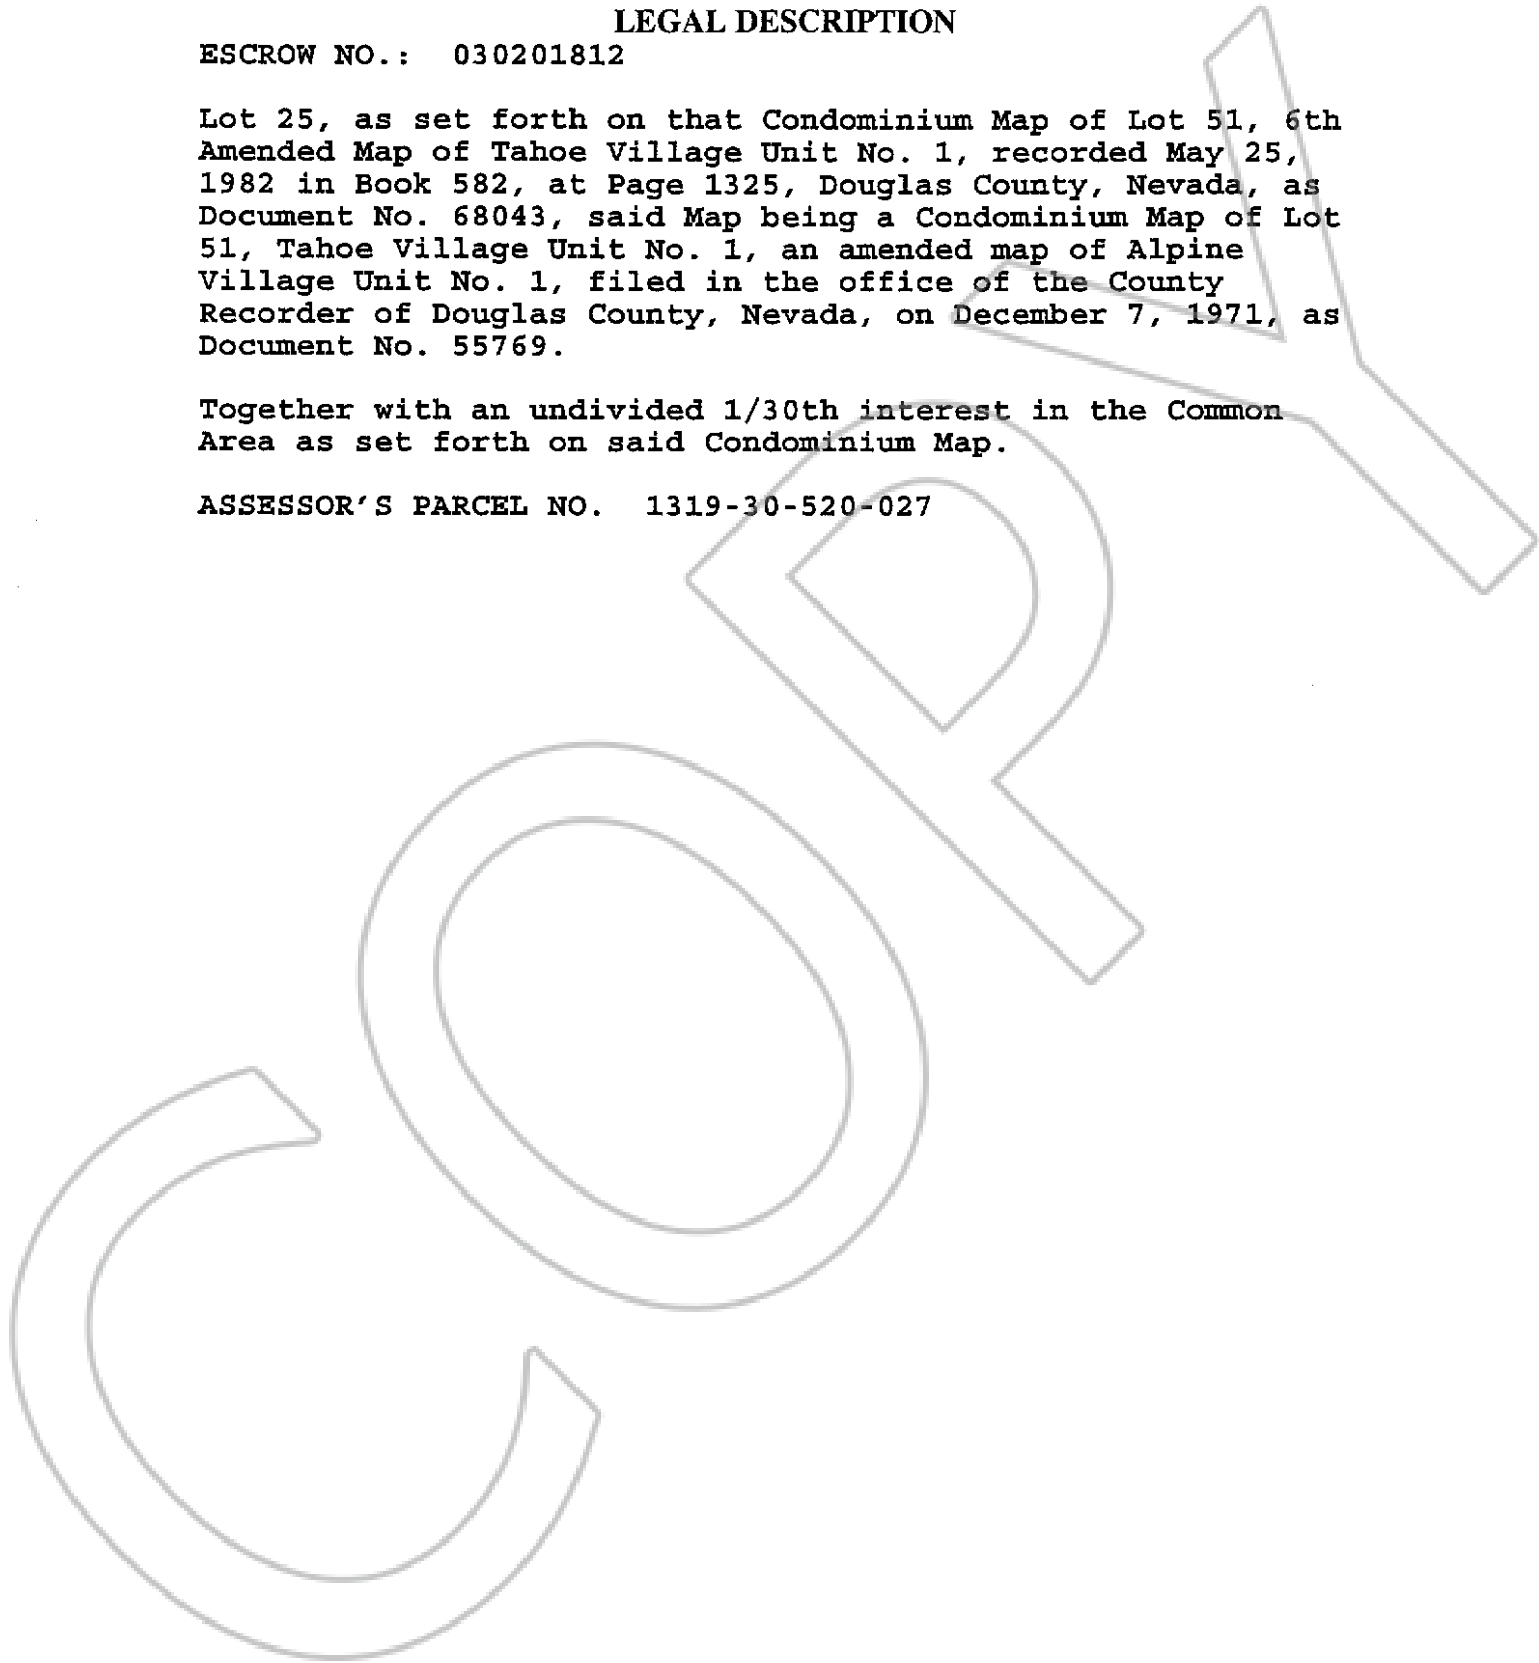 LEGAL DESCRIPTION
ESCROW NO.: 030201812
Lot 25, as set forth on that Condominium Map of Lot 51, 6th
Amended Map of Tahoe Village Unit No. 1, recorded May 25,
1982 in Book 582, at Page 1325, Douglas County, Nevada, as
Document No. 68043, said Map being a Condominium Map of Lot
51, Tahoe Village Unit No. 1, an amended map of Alpine
Village Unit No. 1, filed in the office of the County
Recorder of Douglas County, Nevada, on December 7, 1971, as
Document No. 55769.
Together with an undivided 1/30th interest in the Common
Area as set forth on said Condominium Map.
ASSESSOR'S PARCEL NO. 1319-30-520-027
COPY